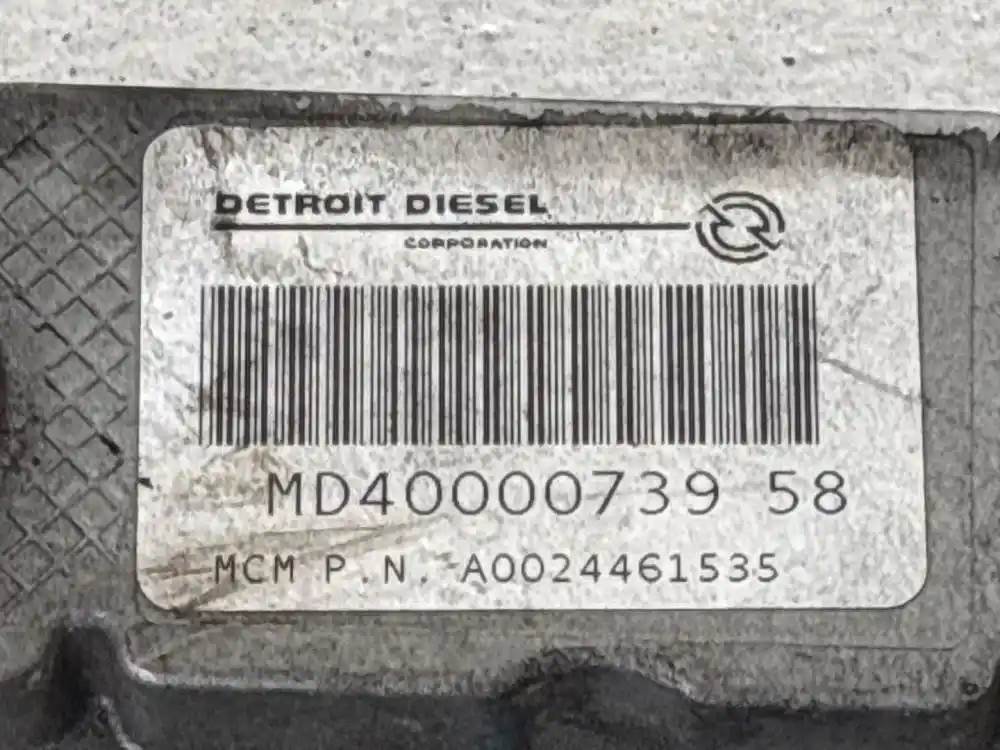 DETROIT DIESEL
CORPORATION
MD40000739 58
MCM P.N. A0024461535